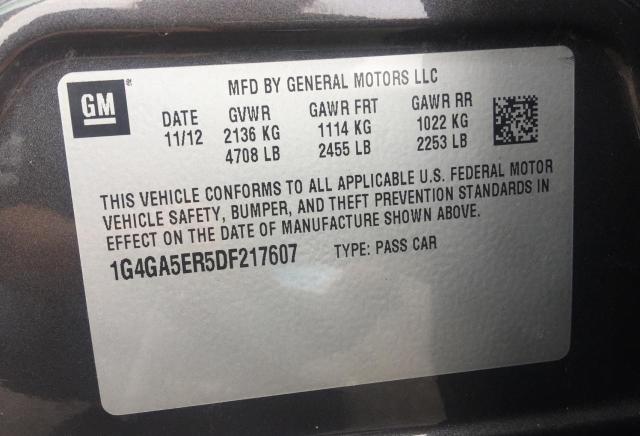 GM
MFD BY GENERAL MOTORS LLC
DATE GVWR GAWR FRT GAWR RR
11/12 2136 KG 1114 KG 1022 KG
4708 LB 2455 LB 2253 LB
THIS VEHICLE CONFORMS TO ALL APPLICABLE U.S. FEDERAL MOTOR
VEHICLE SAFETY, BUMPER, AND THEFT PREVENTION STANDARDS IN
EFFECT ON THE DATE OF MANUFACTURE SHOWN ABOVE.
1G4GA5ER5DF217607 TYPE: PASS CAR